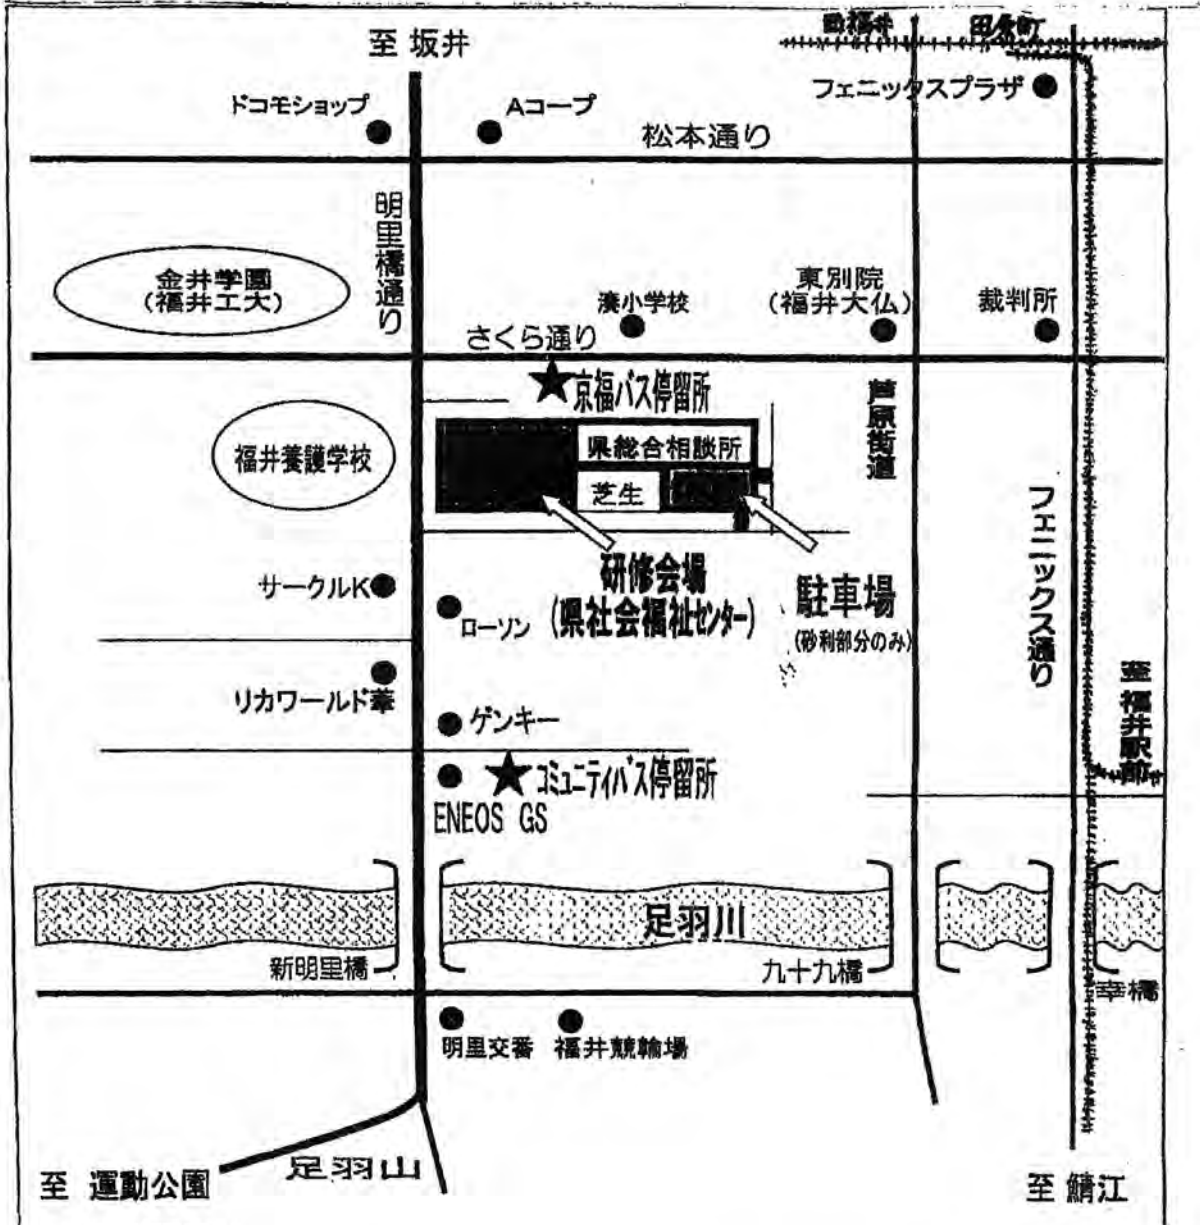 至 坂井
西福井
田原町
ドコモショップ
Aコープ
フェニックスプラザ
松本通り
明里橋通り
金井学園
(福井工大)
湊小学校
東別院
(福井大仏)
裁判所
さくら通り
京福バス停留所
福井養護学校
県総合相談所
芝生
芦原街道
フェニックス通り
研修会場
(県社会福祉センター)
駐車場
(砂利部分のみ)
サークルK
ローソン
リカワールド華
ゲンキー
至 福井駅前
コミュニティバス停留所
ENEOS GS
足羽川
新明里橋
九十九橋
幸橋
明里交番
福井競輪場
足羽山
至 運動公園
至 鯖江